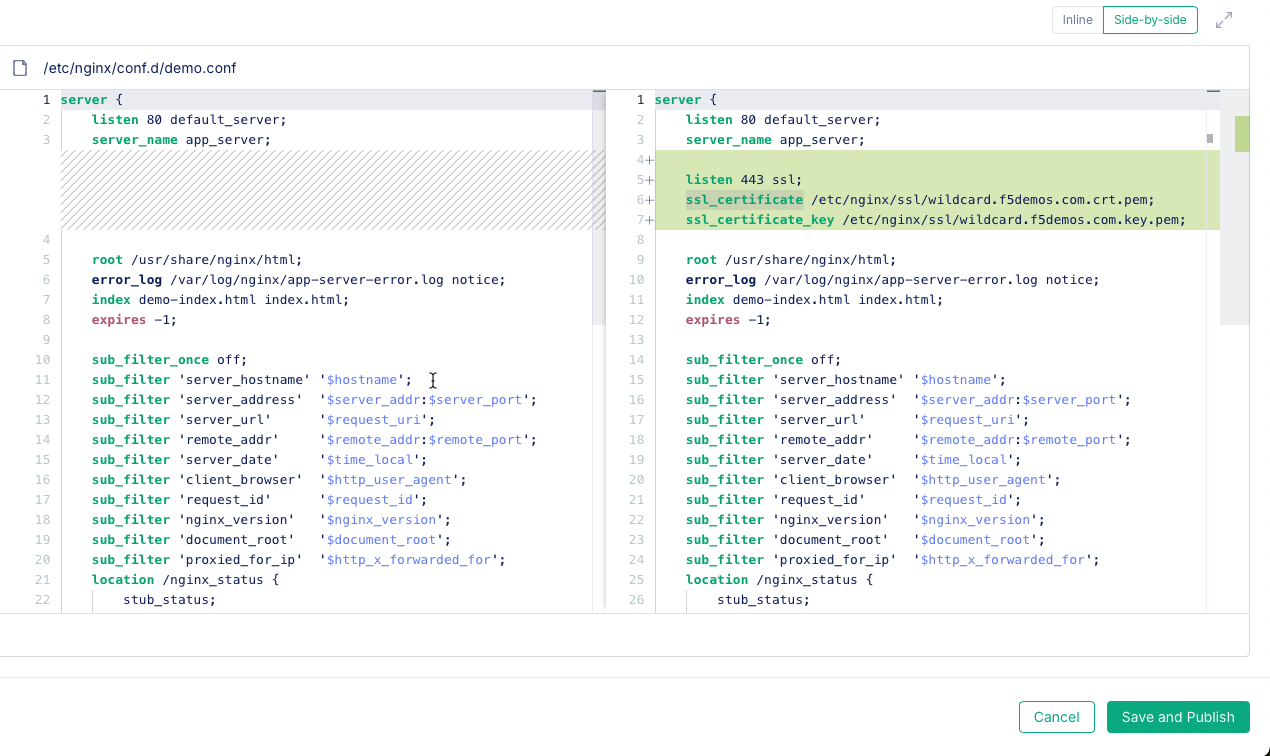 Inline Side-by-side
/etc/nginx/conf.d/demo.conf
1 server {
2 listen 80 default_server;
3 server_name app_server;
4
5 root /usr/share/nginx/html;
6 error_log /var/log/nginx/app-server-error.log notice;
7 index demo-index.html index.html;
8 expires -1;
9
10 sub_filter_once off;
11 sub_filter 'server_hostname' '$hostname';
12 sub_filter 'server_address' '$server_addr:$server_port';
13 sub_filter 'server_url' '$request_uri';
14 sub_filter 'remote_addr' '$remote_addr:$remote_port';
15 sub_filter 'server_date' '$time_local';
16 sub_filter 'client_browser' '$http_user_agent';
17 sub_filter 'request_id' '$request_id';
18 sub_filter 'nginx_version' '$nginx_version';
19 sub_filter 'document_root' '$document_root';
20 sub_filter 'proxied_for_ip' '$http_x_forwarded_for';
21 location /nginx_status {
22 stub_status;
1 server {
2 listen 80 default_server;
3 server_name app_server;
4+
5+ listen 443 ssl;
6+ ssl_certificate /etc/nginx/ssl/wildcard.f5demos.com.crt.pem;
7+ ssl_certificate_key /etc/nginx/ssl/wildcard.f5demos.com.key.pem;
8
9 root /usr/share/nginx/html;
10 error_log /var/log/nginx/app-server-error.log notice;
11 index demo-index.html index.html;
12 expires -1;
13
14 sub_filter_once off;
15 sub_filter 'server_hostname' '$hostname';
16 sub_filter 'server_address' '$server_addr:$server_port';
17 sub_filter 'server_url' '$request_uri';
18 sub_filter 'remote_addr' '$remote_addr:$remote_port';
19 sub_filter 'server_date' '$time_local';
20 sub_filter 'client_browser' '$http_user_agent';
21 sub_filter 'request_id' '$request_id';
22 sub_filter 'nginx_version' '$nginx_version';
23 sub_filter 'document_root' '$document_root';
24 sub_filter 'proxied_for_ip' '$http_x_forwarded_for';
25 location /nginx_status {
26 stub_status;
Cancel Save and Publish